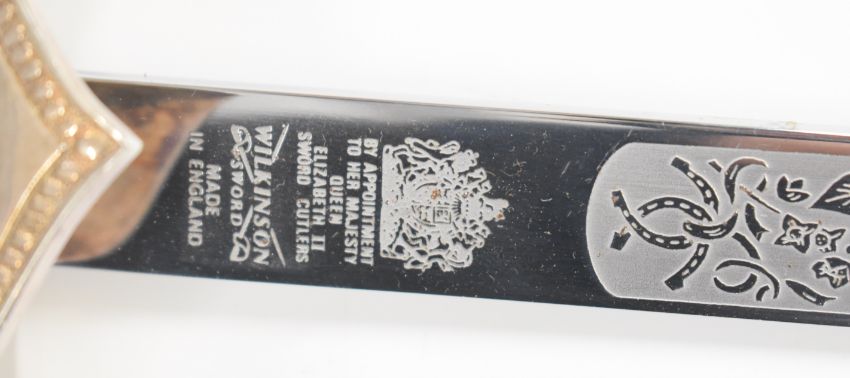 BY APPOINTMENT
TO HER MAJESTY
QUEEN
ELIZABETH II
SWORD CUTLERS
WILKINSON
SWORD
MADE
IN ENGLAND